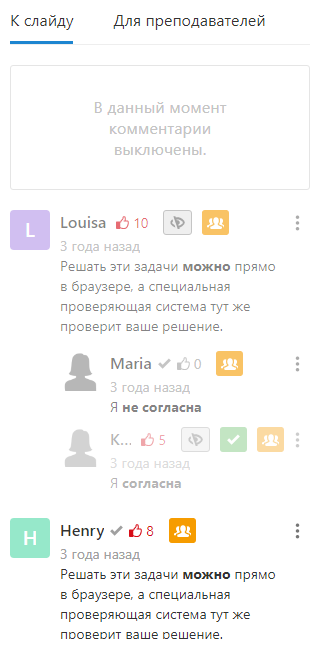 К слайду Для преподавателей
В данный момент
комментарии
выключены.
L Louisa 10
3 года назад
Решать эти задачи можно прямо
в браузере, а специальная
проверяющая система тут же
проверит ваше решение.
Maria 0
3 года назад
Я не согласна
K... 5
3 года назад
Я согласна
H Henry 8
3 года назад
Решать эти задачи можно прямо
в браузере, а специальная
проверяющая система тут же
проверит ваше решение.